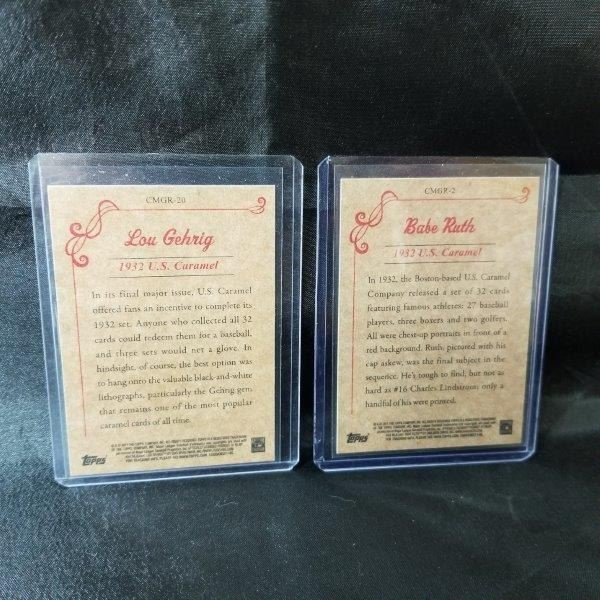 CMGR-20
Lou Gehrig
1932 U.S. Caramel
In its final major issue, U.S. Caramel
offered fans an incentive to complete its
1932 set. Anyone who collected all 32
cards could redeem them for a baseball,
and three sets would net a glove. In
hindsight, of course, the best option was
to hang onto the valuable black-and-white
lithographs, particularly the Gehrig gem
that remains one of the most popular
caramel cards of all time.
Topps
CMGR-2
Babe Ruth
1932 U.S. Caramel
In 1932, the Boston-based U.S. Caramel
Company released a set of 32 cards
featuring famous athletes: 27 baseball
players, three boxers and two golfers.
All were chest-up portraits in front of a
red background. Ruth, pictured with his
cap askew, was the final subject in the
sequence. He's tough to find, but not as
hard as #16 Charles Lindstrom; only a
handful of his were printed.
Topps